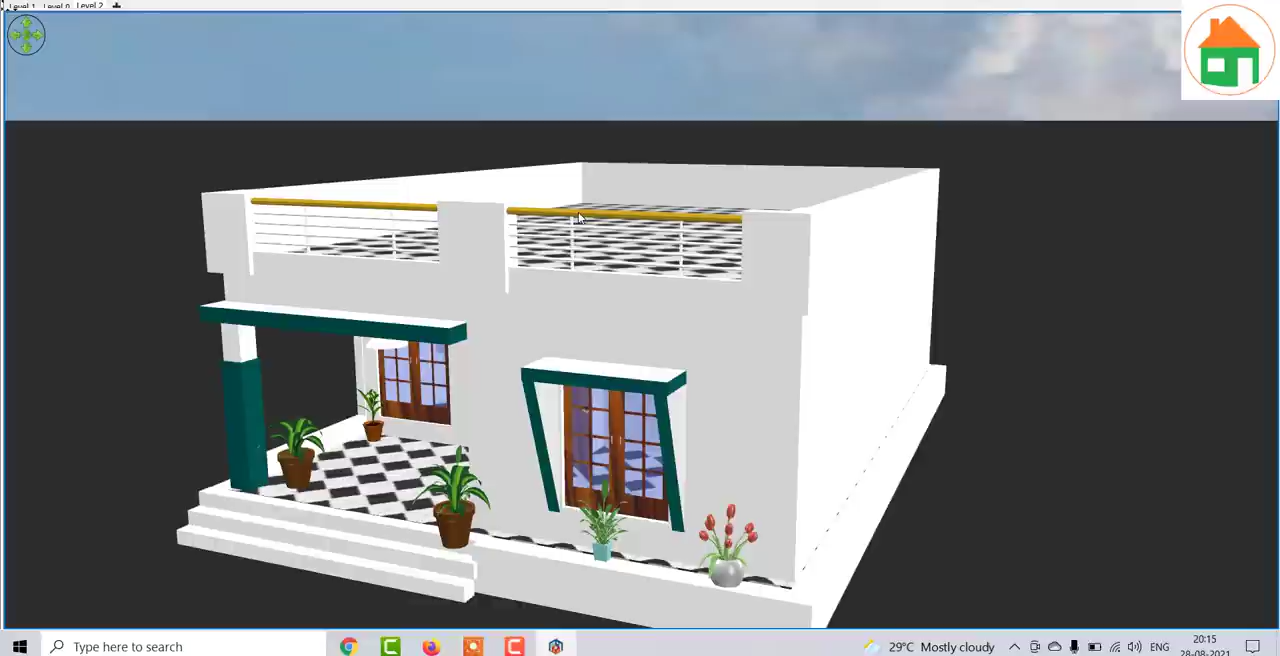 Level 1 Level 0 Level 2
Type here to search
29°C Mostly cloudy
ENG
20:15
28-08-2021